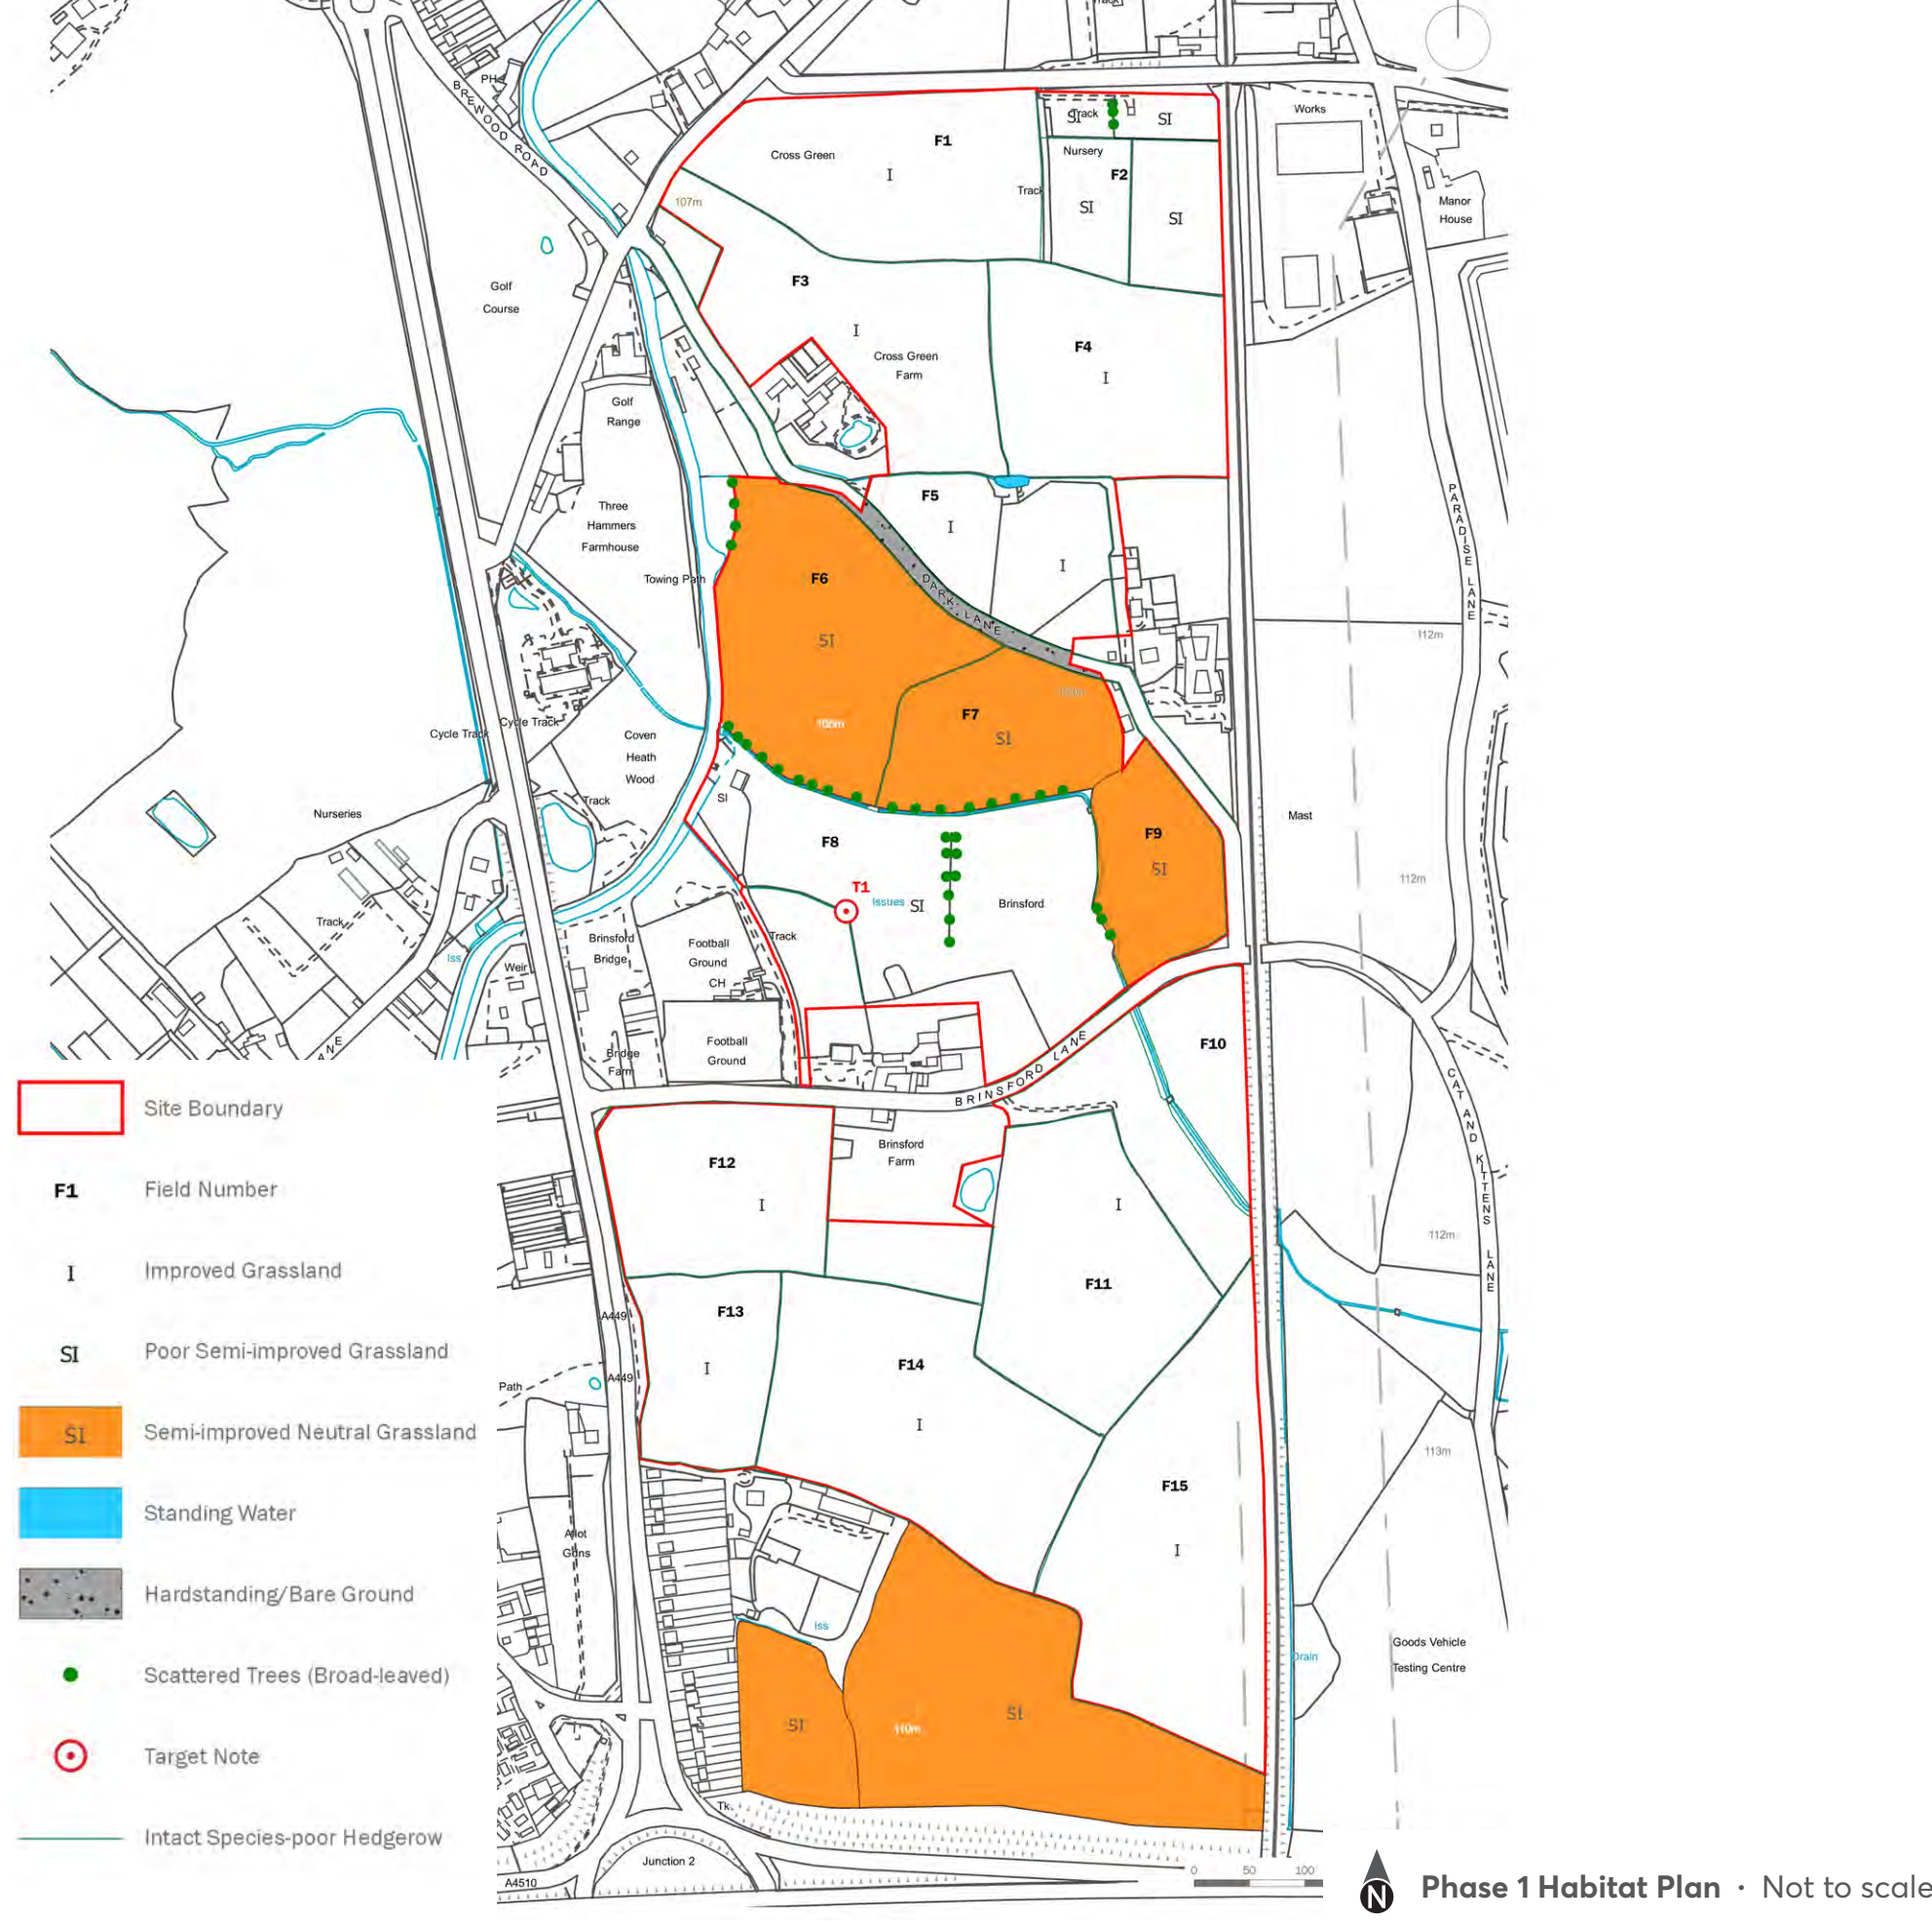 Track
PH
BREWOOD ROAD
Works
F1
Track
SI
SI
Cross Green
Nursery
I
F2
Track
SI
SI
Manor
House
107m
Golf
Course
F3
I
F4
I
Cross Green
Farm
Golf
Range
F5
I
Three
Hammers
Farmhouse
I
PARADISE LANE
Towing Path
F6
DARK LANE
SI
112m
F7
SI
Cycle Track
Cycle Track
Coven
Heath
Wood
SI
Track
Nurseries
F8
F9
SI
Mast
T1
Issues
SI
Brinsford
112m
Track
Brinsford
Bridge
Football
Ground
CH
Track
Iss
Weir
Football
Ground
Bridge
Farm
ANE
BRINSFORD LANE
F10
CAT AND KITTENS LANE
Brinsford
Farm
F12
I
I
112m
F11
A449
F13
F14
A449
I
Path
I
113m
F15
Allot
Gdns
I
Iss
Goods Vehicle
Testing Centre
Drain
SI
110m
SI
Tk
Junction 2
A4510
0 50 100
Site Boundary
F1 Field Number
I Improved Grassland
SI Poor Semi-improved Grassland
SI Semi-improved Neutral Grassland
Standing Water
Hardstanding/Bare Ground
Scattered Trees (Broad-leaved)
Target Note
Intact Species-poor Hedgerow
N
Phase 1 Habitat Plan · Not to scale